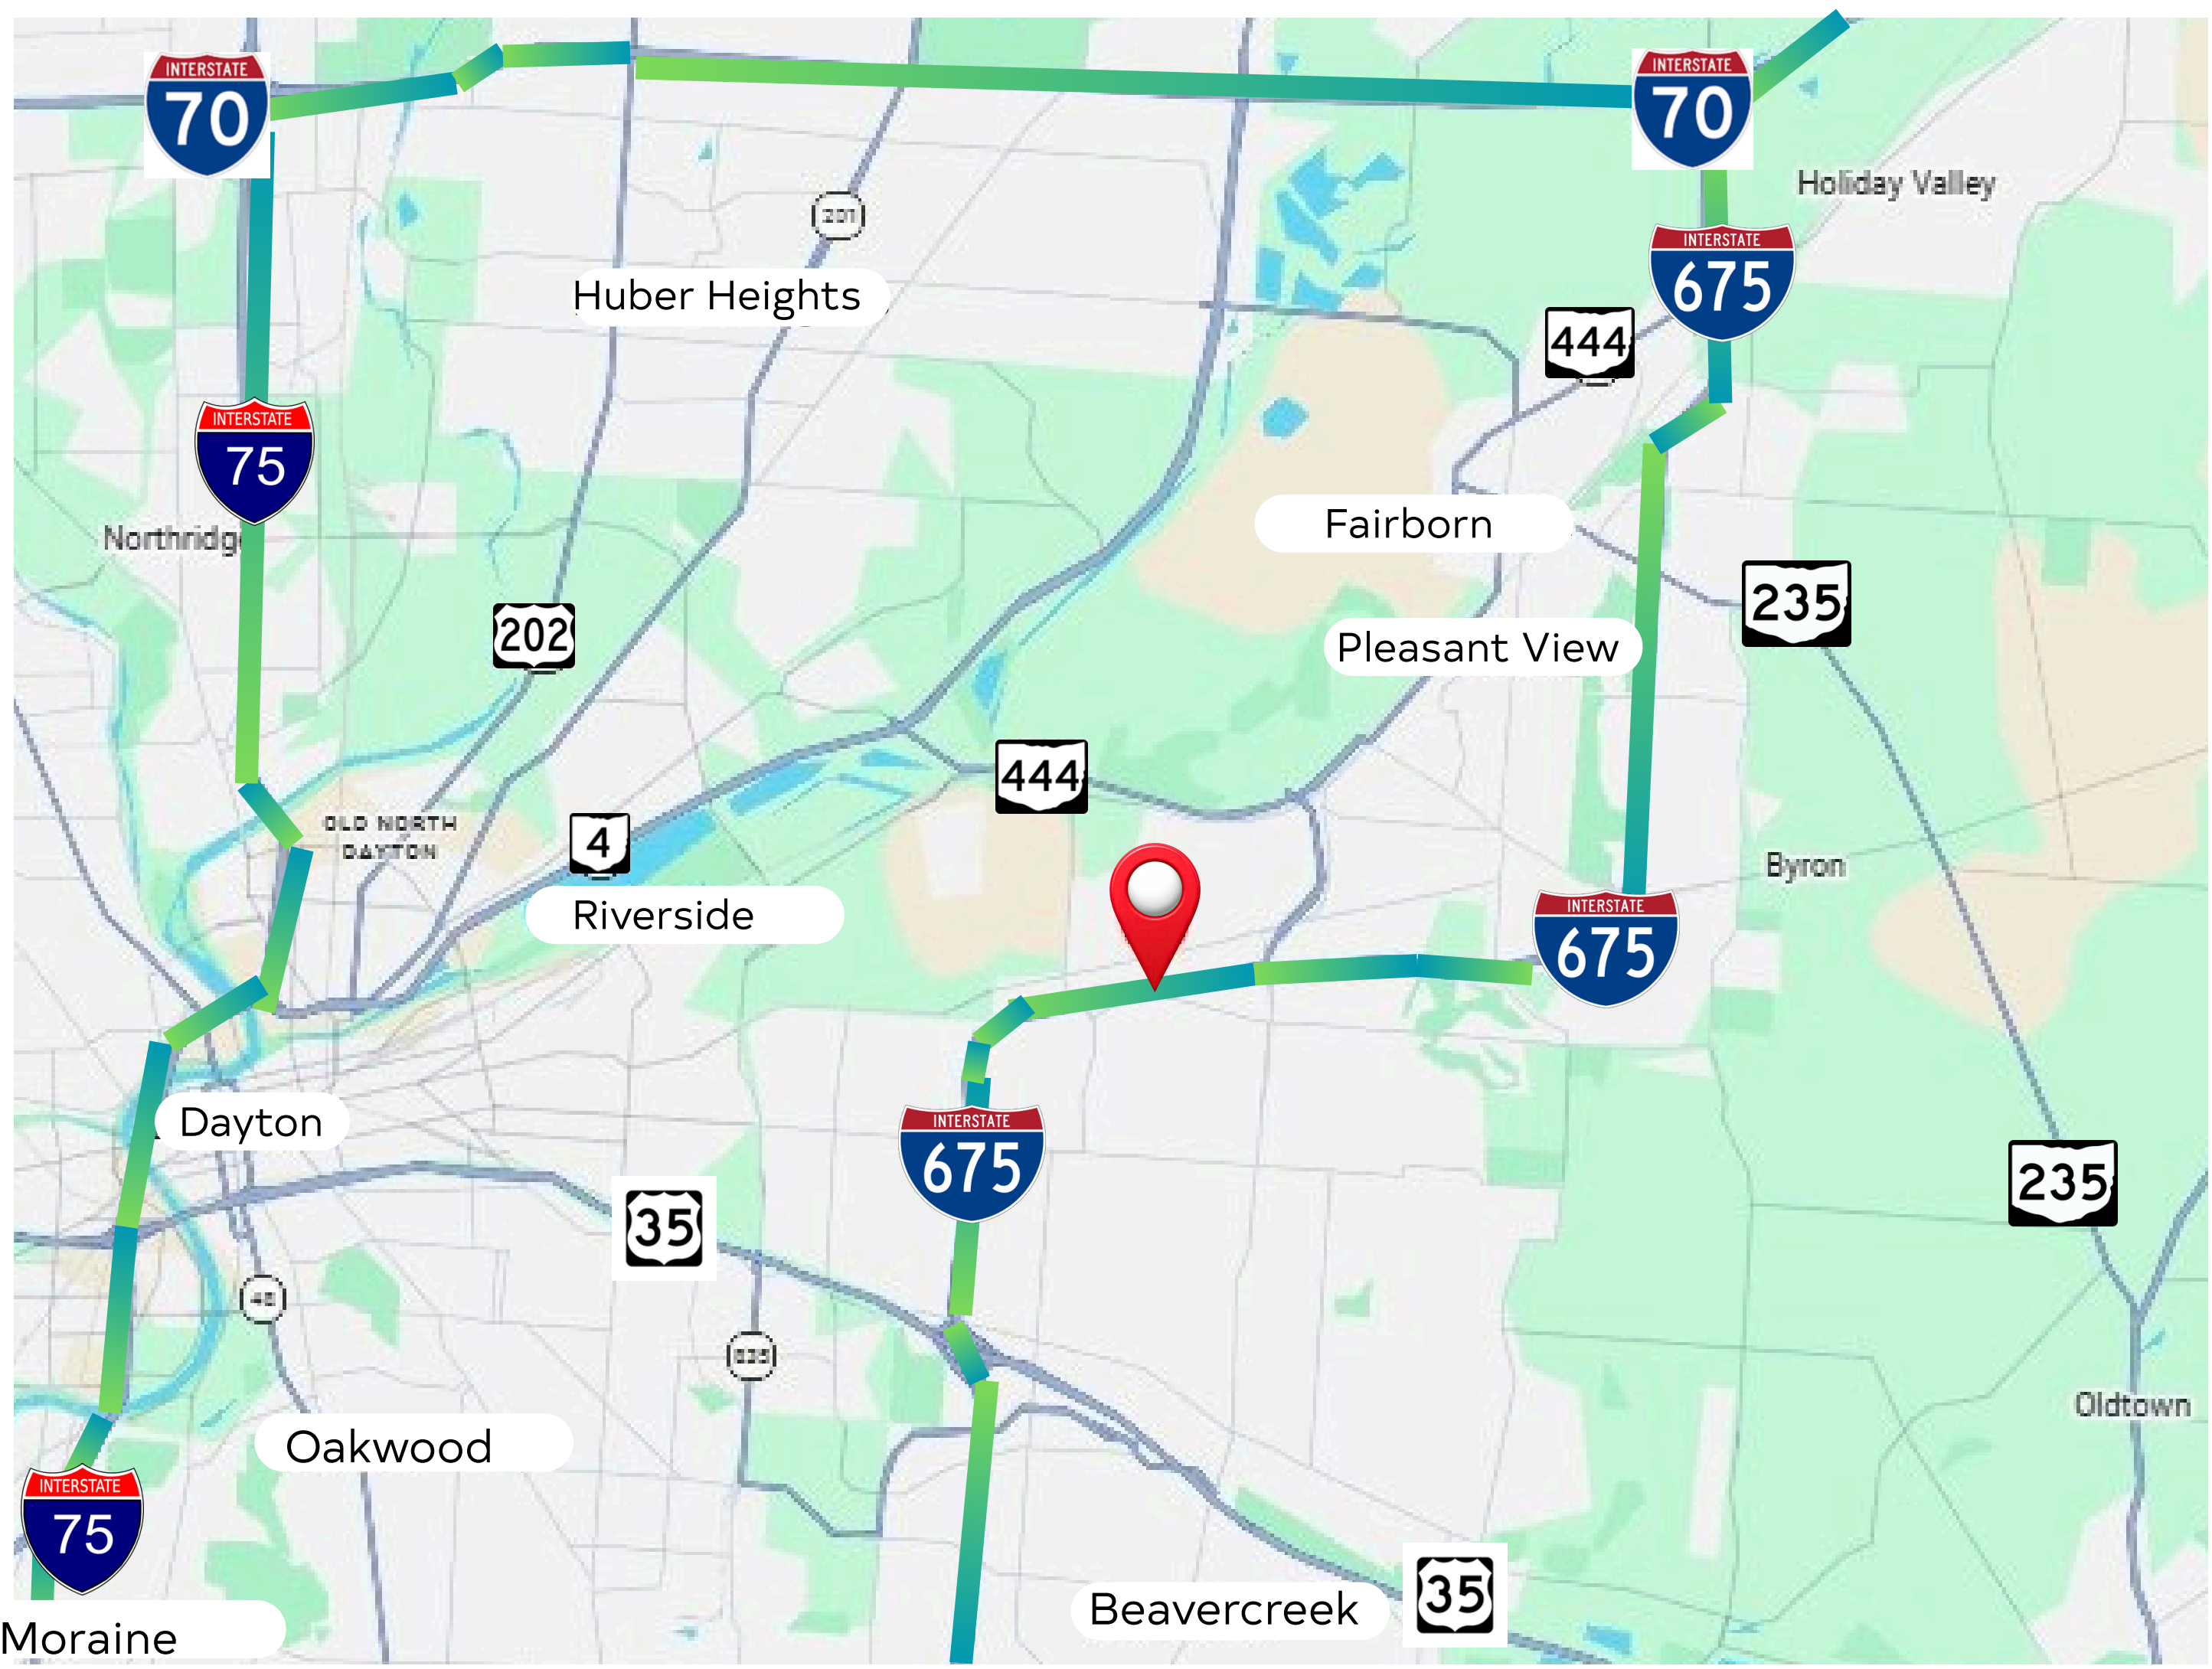 INTERSTATE
70
INTERSTATE
70
Holiday Valley
201
INTERSTATE
675
Huber Heights
444
INTERSTATE
75
Northridg
Fairborn
235
202
Pleasant View
444
OLD NORTH
DAYTON
4
Byron
Riverside
INTERSTATE
675
Dayton
INTERSTATE
675
235
35
48
835
Oldtown
Oakwood
INTERSTATE
75
35
Beavercreek
Moraine